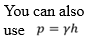 You can also
use p = γh